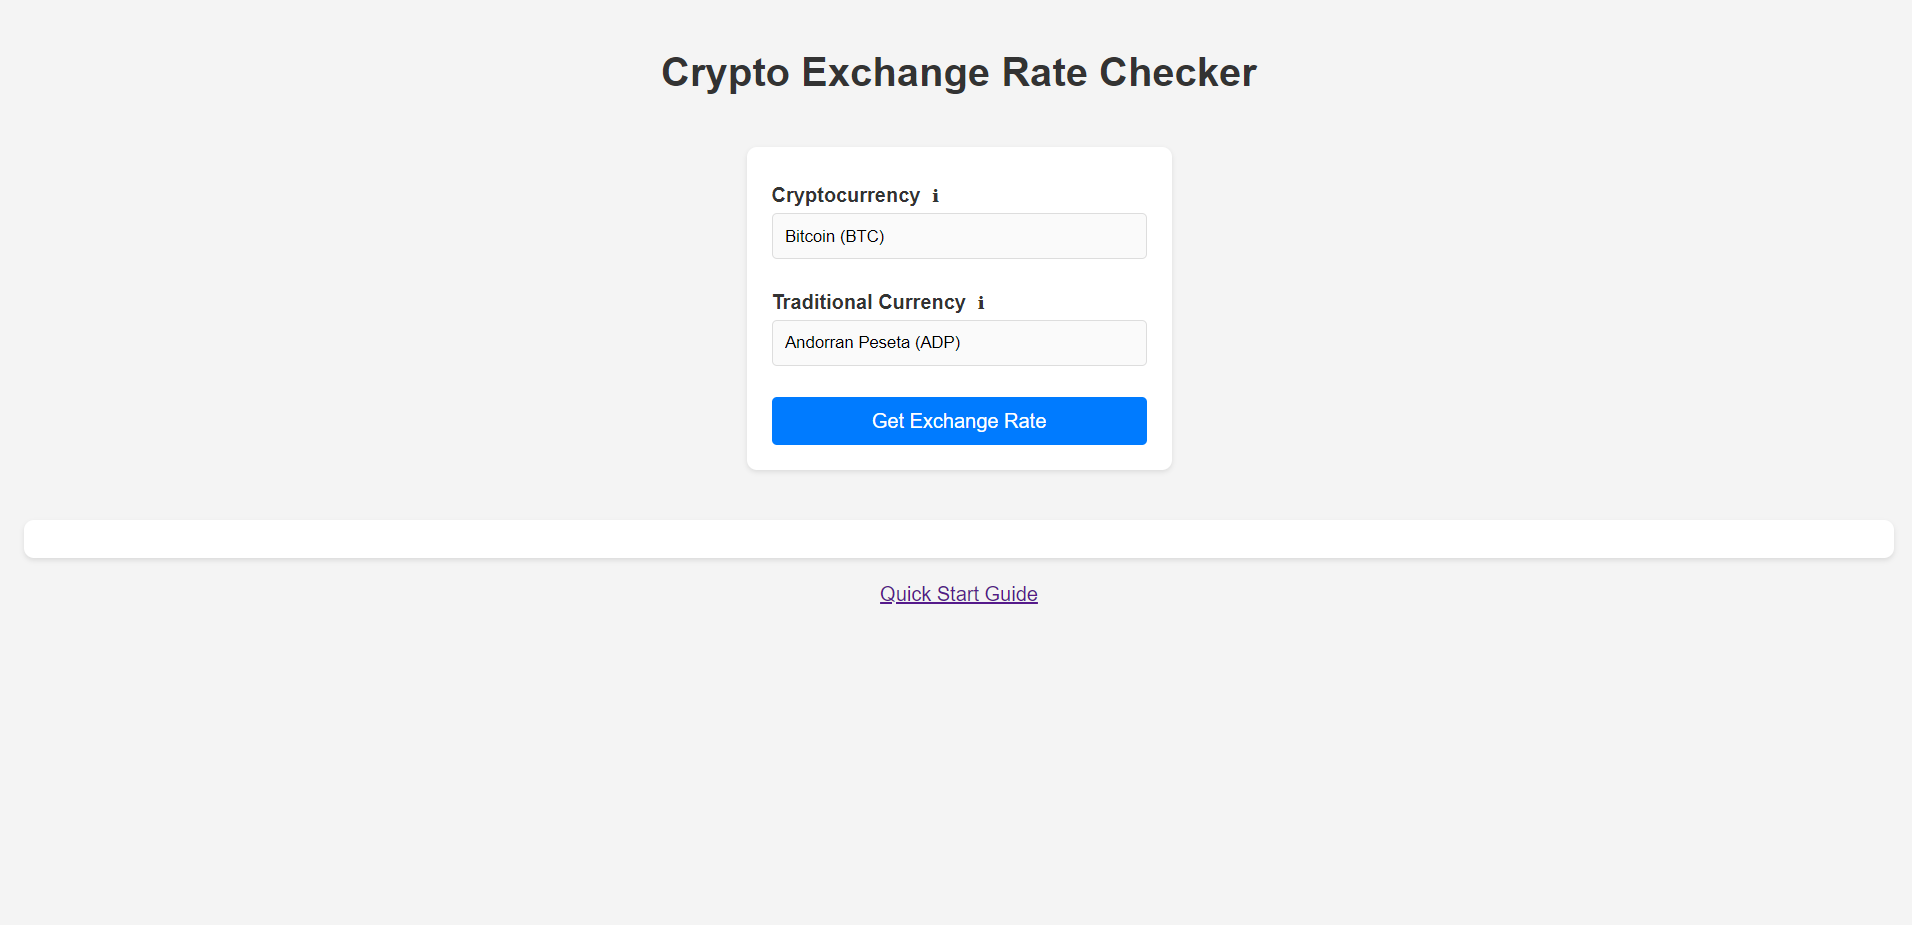 Crypto Exchange Rate Checker
Cryptocurrency ℹ
Bitcoin (BTC)
Traditional Currency ℹ
Andorran Peseta (ADP)
Get Exchange Rate
Quick Start Guide